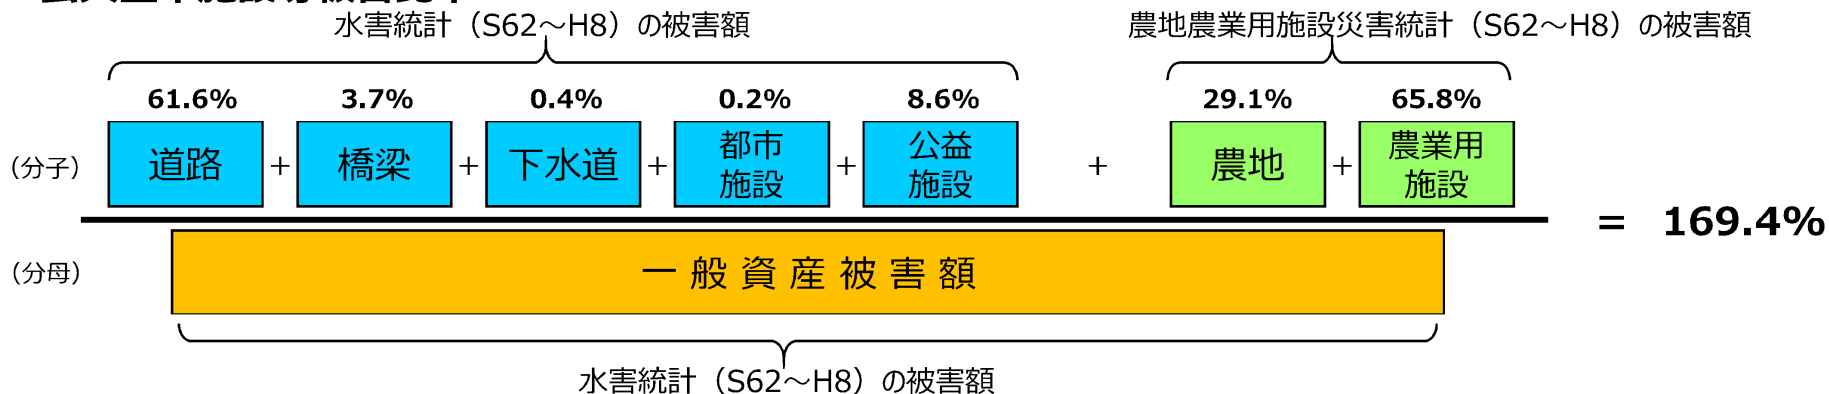 水害統計（S62～H8）の被害額
農地農業用施設災害統計（S62～H8）の被害額
61.6% 3.7% 0.4% 0.2% 8.6% 29.1% 65.8%
（分子） 道路 + 橋梁 + 下水道 + 都市施設 + 公益施設 + 農地 + 農業用施設
= 169.4%
（分母） 一般資産被害額
水害統計（S62～H8）の被害額